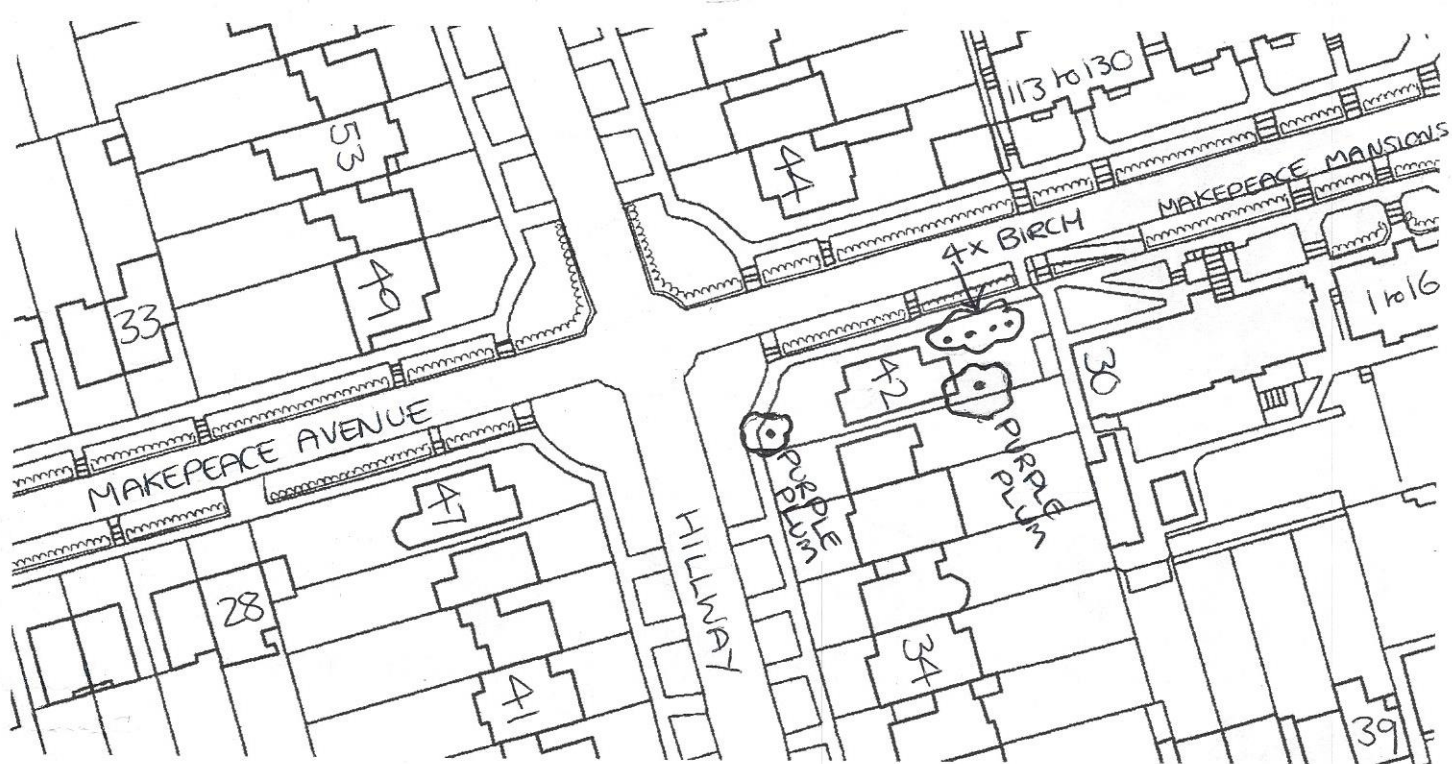 113 to 130
53
44
MAKEPEACE MANSIONS
4x BIRCH
49
33
1 to 16
42
30
MAKEPEACE AVENUE
PURPLE
PLUM
PURPLE
PLUM
47
HILLWAY
28
34
41
39